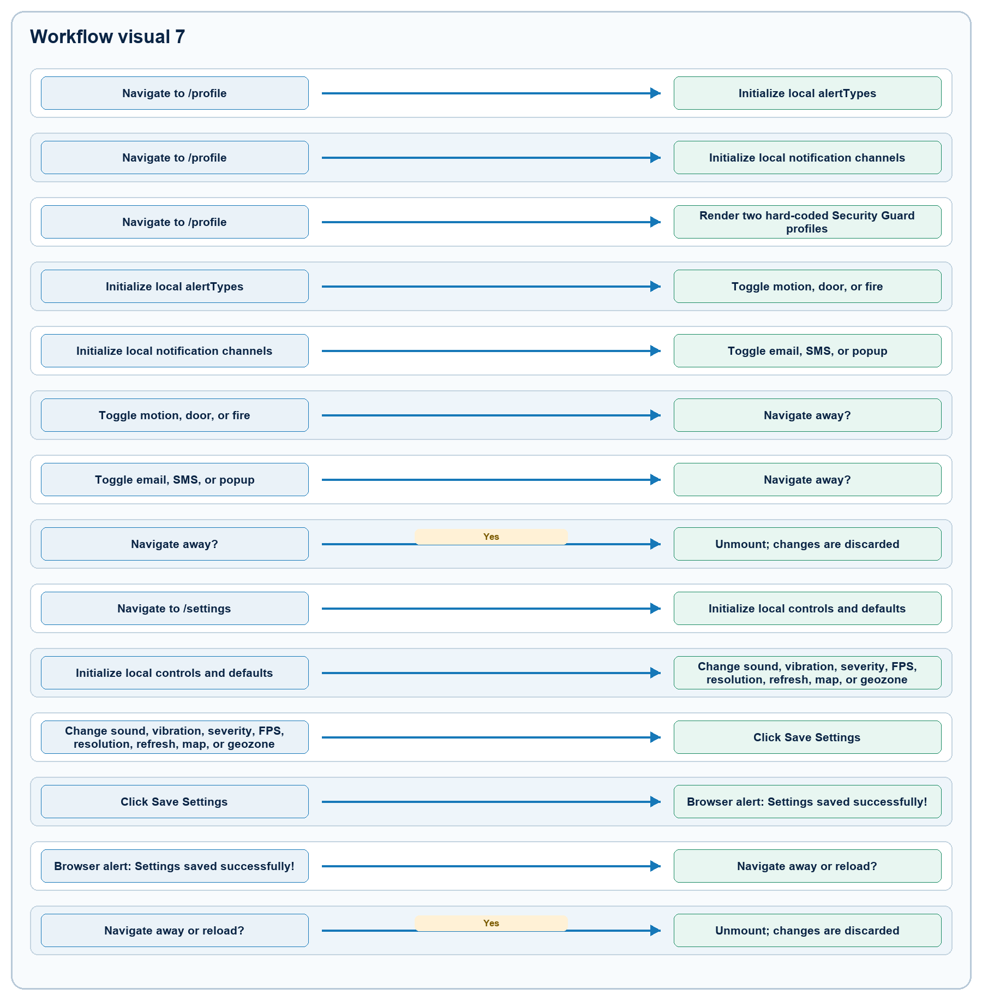 Workflow visual 7
Navigate to /profile
Initialize local alertTypes
Navigate to /profile
Initialize local notification channels
Navigate to /profile
Render two hard-coded Security Guard
profiles
Initialize local alertTypes
Toggle motion, door, or fire
Initialize local notification channels
Toggle email, SMS, or popup
Toggle motion, door, or fire
Navigate away?
Toggle email, SMS, or popup
Navigate away?
Navigate away?
Yes
Unmount; changes are discarded
Navigate to /settings
Initialize local controls and defaults
Initialize local controls and defaults
Change sound, vibration, severity, FPS,
resolution, refresh, map, or geozone
Change sound, vibration, severity, FPS,
resolution, refresh, map, or geozone
Click Save Settings
Click Save Settings
Browser alert: Settings saved successfully!
Browser alert: Settings saved successfully!
Navigate away or reload?
Navigate away or reload?
Yes
Unmount; changes are discarded